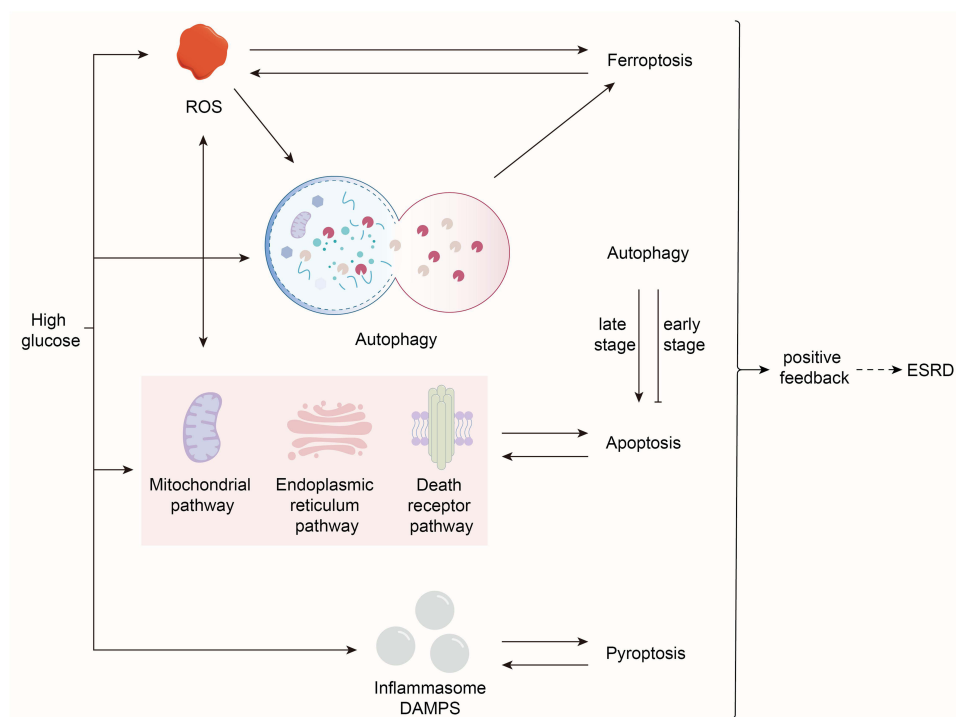 ROS
Ferroptosis
Autophagy
Autophagy
late
stage
early
stage
High
glucose
positive
feedback
ESRD
Apoptosis
Mitochondrial
pathway
Endoplasmic
reticulum
pathway
Death
receptor
pathway
Pyroptosis
Inflammasome
DAMPS